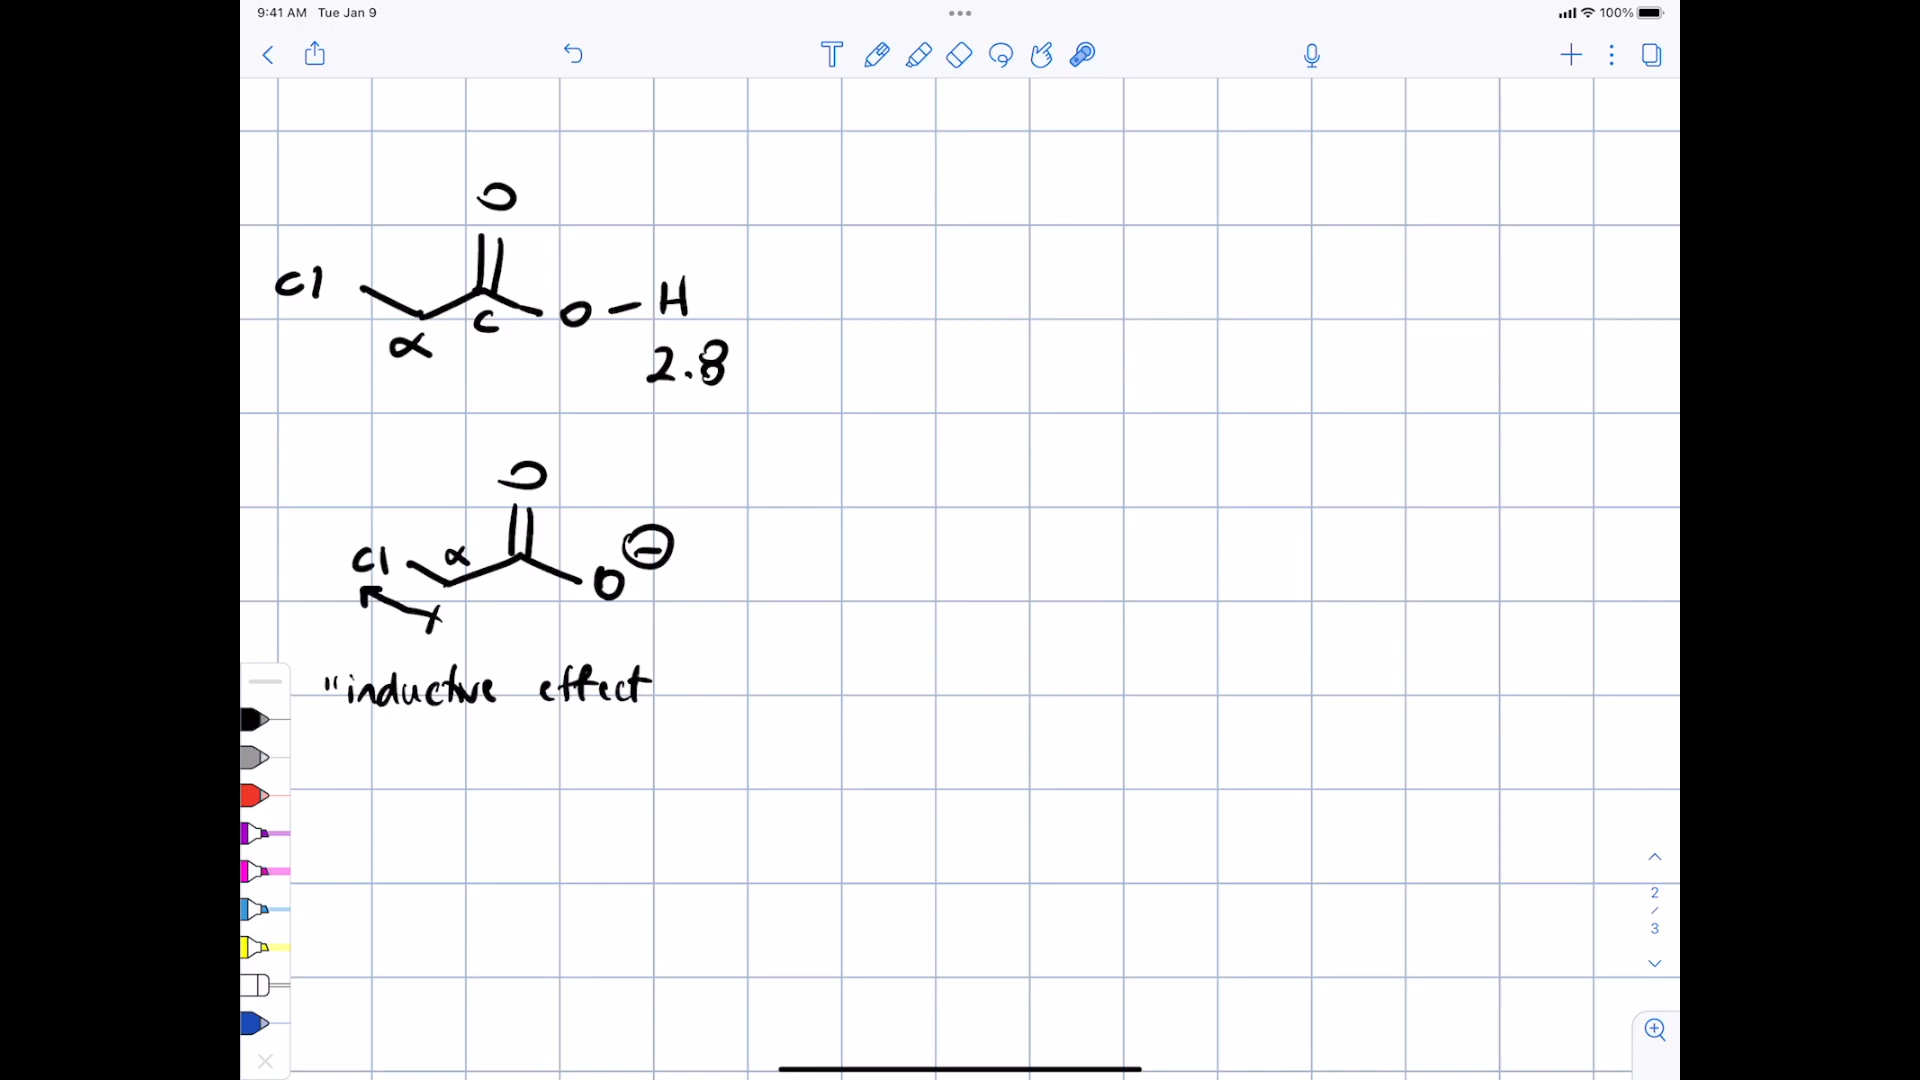 9:41 AM Tue Jan 9
100%
T
O
Cl
C
O – H
α
2.8
O
Cl α
O ⊖
"inductive effect
2
/
3